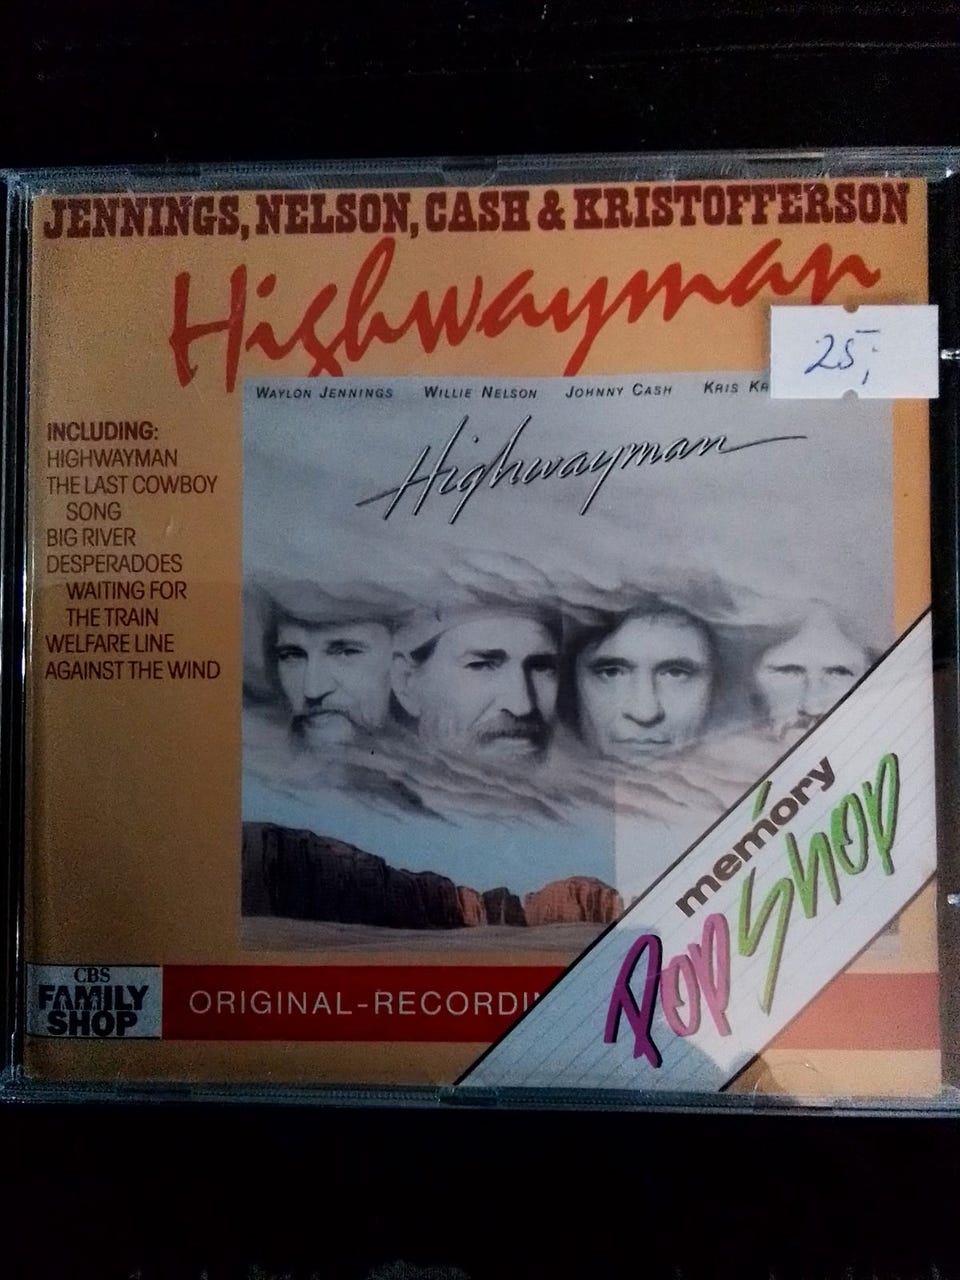 JENNINGS, NELSON, CASH & KRISTOFFERSON
Highwayman
25,-
WAYLON JENNINGS WILLIE NELSON JOHNNY CASH KRIS
Highwayman
INCLUDING:
HIGHWAYMAN
THE LAST COWBOY
SONG
BIG RIVER
DESPERADOES
WAITING FOR
THE TRAIN
WELFARE LINE
AGAINST THE WIND
memory
POP SHOP
CBS
FAMILY
SHOP
ORIGINAL-RECORDIN